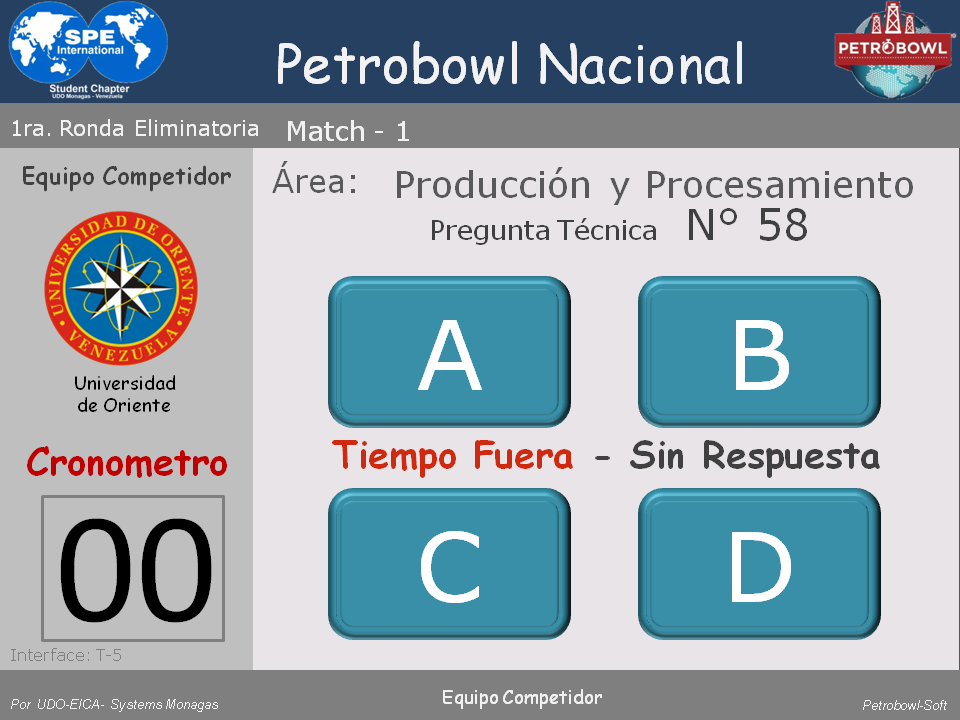 SPE
International
Student Chapter
UDO Monagas - Venezuela
Petrobowl Nacional
PETROBOWL
1ra. Ronda Eliminatoria
Match - 1
Equipo Competidor
UNIVERSIDAD DE ORIENTE
VENEZUELA
Universidad
de Oriente
Cronometro
00
Interface: T-5
Área: Producción y Procesamiento
Pregunta Técnica N° 58
A
B
Tiempo Fuera - Sin Respuesta
C
D
Por UDO-EICA- Systems Monagas
Equipo Competidor
Petrobowl-Soft